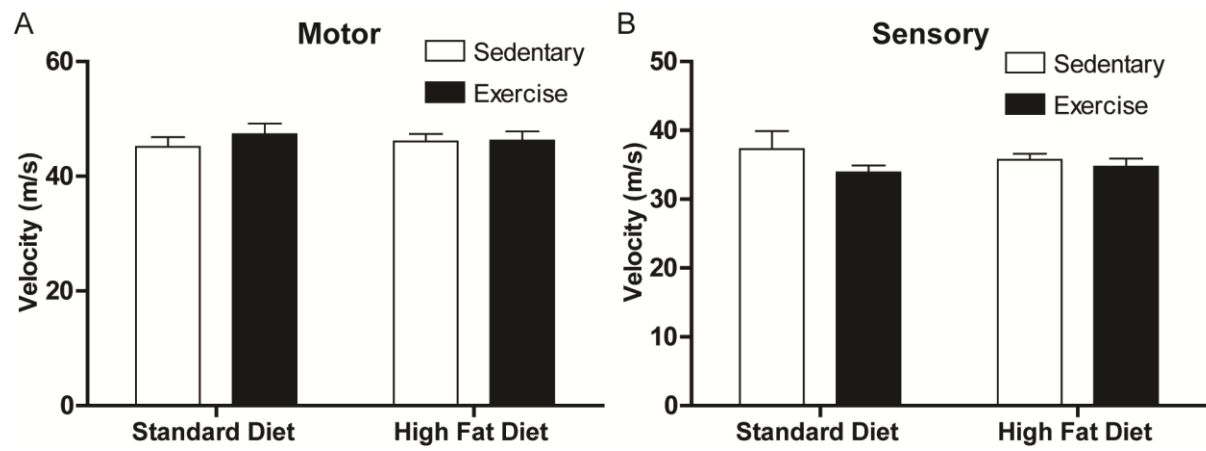 A
Motor
Sedentary
Exercise
Velocity (m/s)
60
40
20
0
Standard Diet
High Fat Diet
B
Sensory
Sedentary
Exercise
Velocity (m/s)
50
40
30
20
10
0
Standard Diet
High Fat Diet